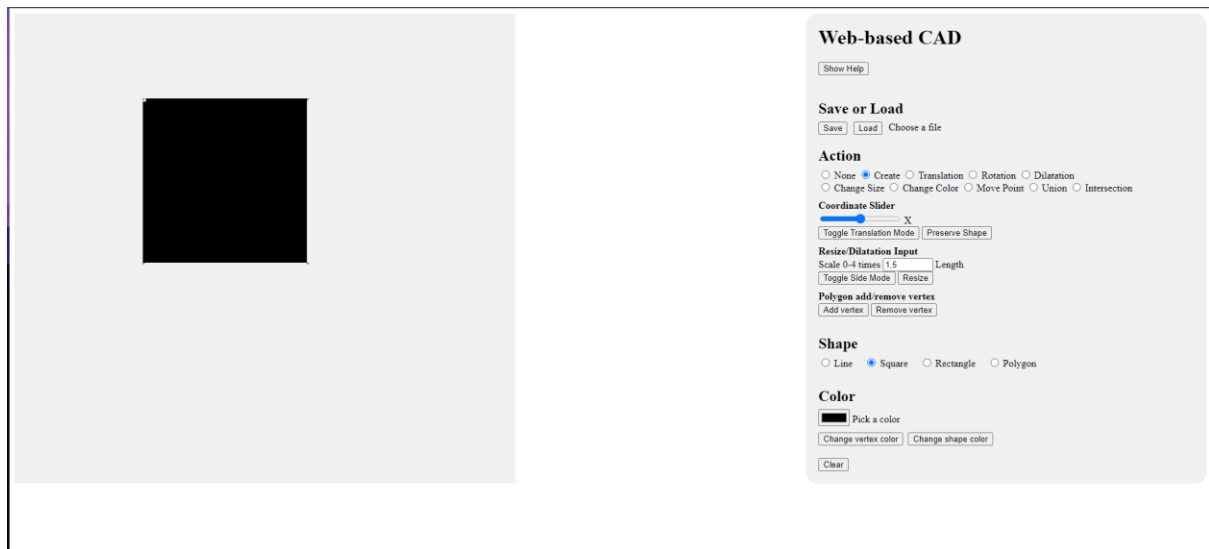 Web-based CAD
Show Help
Save or Load
Save Load Choose a file
Action
None Create Translation Rotation Dilatation
Change Size Change Color Move Point Union Intersection
Coordinate Slider
X
Toggle Translation Mode Preserve Shape
Resize/Dilatation Input
Scale 0-4 times 1.5 Length
Toggle Side Mode Resize
Polygon add/remove vertex
Add vertex Remove vertex
Shape
Line Square Rectangle Polygon
Color
Pick a color
Change vertex color Change shape color
Clear